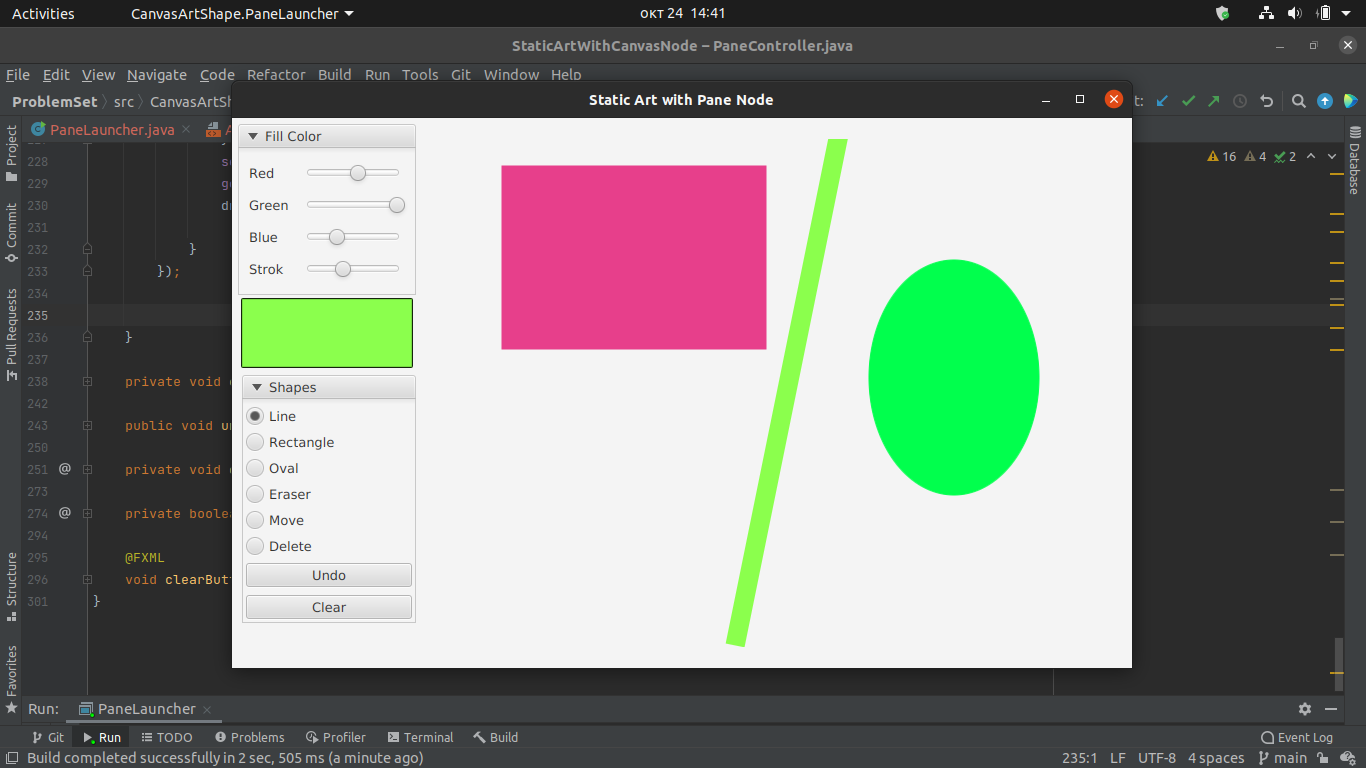 Activities CanvasArtShape.PaneLauncher окт 24 14:41
StaticArtWithCanvasNode – PaneController.java
File Edit View Navigate Code Refactor Build Run Tools Git Window Help
ProblemSet src CanvasArtSh
Static Art with Pane Node
t:
PaneLauncher.java
16 4 2
Project
Commit
Pull Requests
Structure
Favorites
Database
228
229
230
231
232 }
233 });
234
235
236 }
237
238 private void
242
243 public void u
250
251 @ private void
273
274 @ private boolea
294
295 @FXML
296 void clearBut
301 }
Fill Color
Red
Green
Blue
Strok
Shapes
Line
Rectangle
Oval
Eraser
Move
Delete
Undo
Clear
Run: PaneLauncher
Git Run TODO Problems Profiler Terminal Build Event Log
Build completed successfully in 2 sec, 505 ms (a minute ago) 235:1 LF UTF-8 4 spaces main